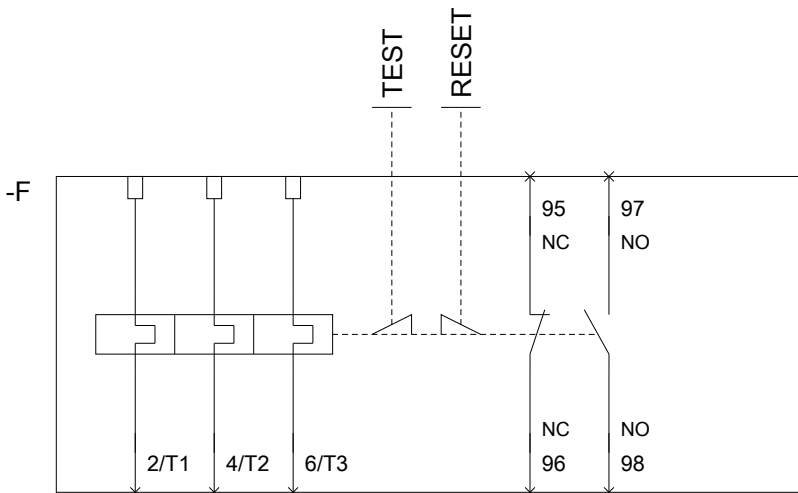 TEST
RESET
-F
95
97
NC
NO
NC
NO
2/T1
4/T2
6/T3
96
98